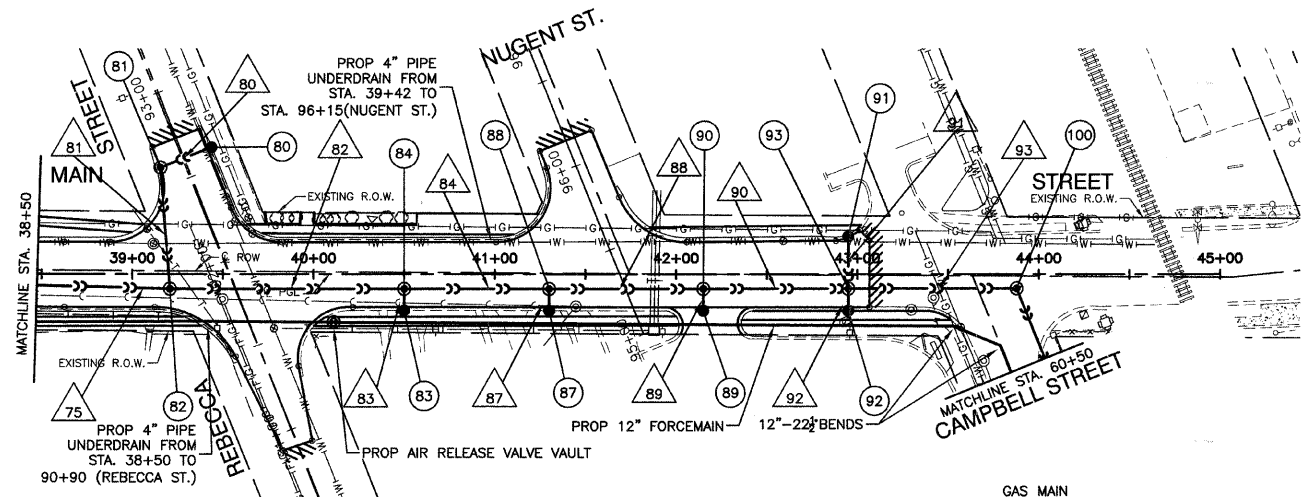 NUGENT ST.
96
PROP 4" PIPE
UNDERDRAIN FROM
STA. 39+42 TO
STA. 96+15(NUGENT ST.)
STREET
93+00
81
80
81
80
82
84
88
84
88
90
93
90
91
91
93
100
MAIN
STREET
EXISTING R.O.W.
EXISTING R.O.W.
96+00
ROW
39+00
40+00
41+00
42+00
43+00
44+00
45+00
PGL
MATCHLINE STA. 38+50
EXISTING R.O.W.
95+
75
82
83
83
87
87
89
89
92
92
REBECCA
PROP 4" PIPE
UNDERDRAIN FROM
STA. 38+50 TO
90+90 (REBECCA ST.)
PROP AIR RELEASE VALVE VAULT
PROP 12" FORCEMAIN
12"-22½°BENDS
MATCHLINE STA. 60+50
CAMPBELL STREET
GAS MAIN